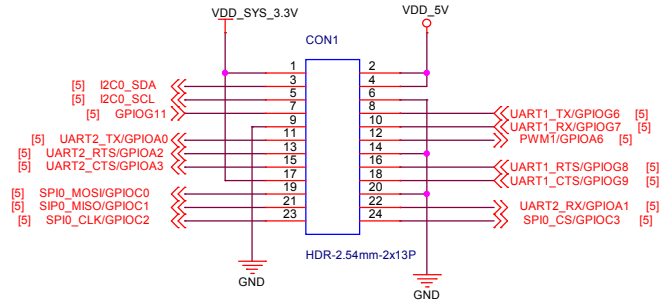 VDD_SYS_3.3V
VDD_5V
CON1
1 2
[5] I2C0_SDA 3 4
[5] I2C0_SCL 5 6
[5] GPIOG11 7 8 UART1_TX/GPIOG6 [5]
9 10 UART1_RX/GPIOG7 [5]
[5] UART2_TX/GPIOA0 11 12 PWM1/GPIOA6 [5]
[5] UART2_RTS/GPIOA2 13 14
[5] UART2_CTS/GPIOA3 15 16 UART1_RTS/GPIOG8 [5]
17 18 UART1_CTS/GPIOG9 [5]
[5] SPI0_MOSI/GPIOC0 19 20
[5] SIP0_MISO/GPIOC1 21 22 UART2_RX/GPIOA1 [5]
[5] SPI0_CLK/GPIOC2 23 24 SPI0_CS/GPIOC3 [5]
HDR-2.54mm-2x13P
GND
GND